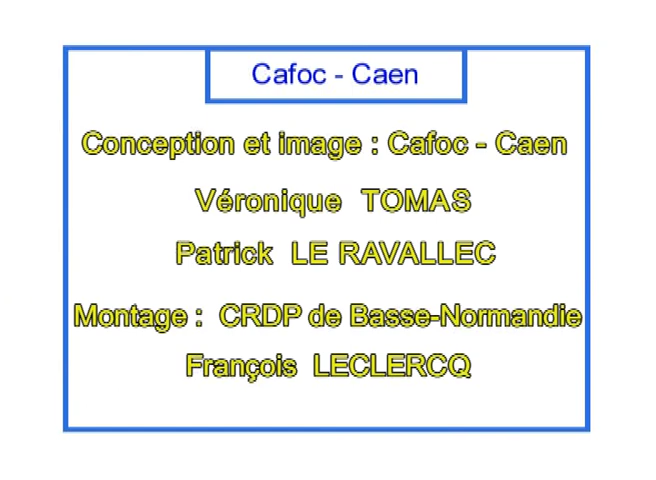 Cafoc - Caen
Conception et image : Cafoc - Caen
Véronique TOMAS
Patrick LE RAVALLEC
Montage : CRDP de Basse-Normandie
François LECLERCQ